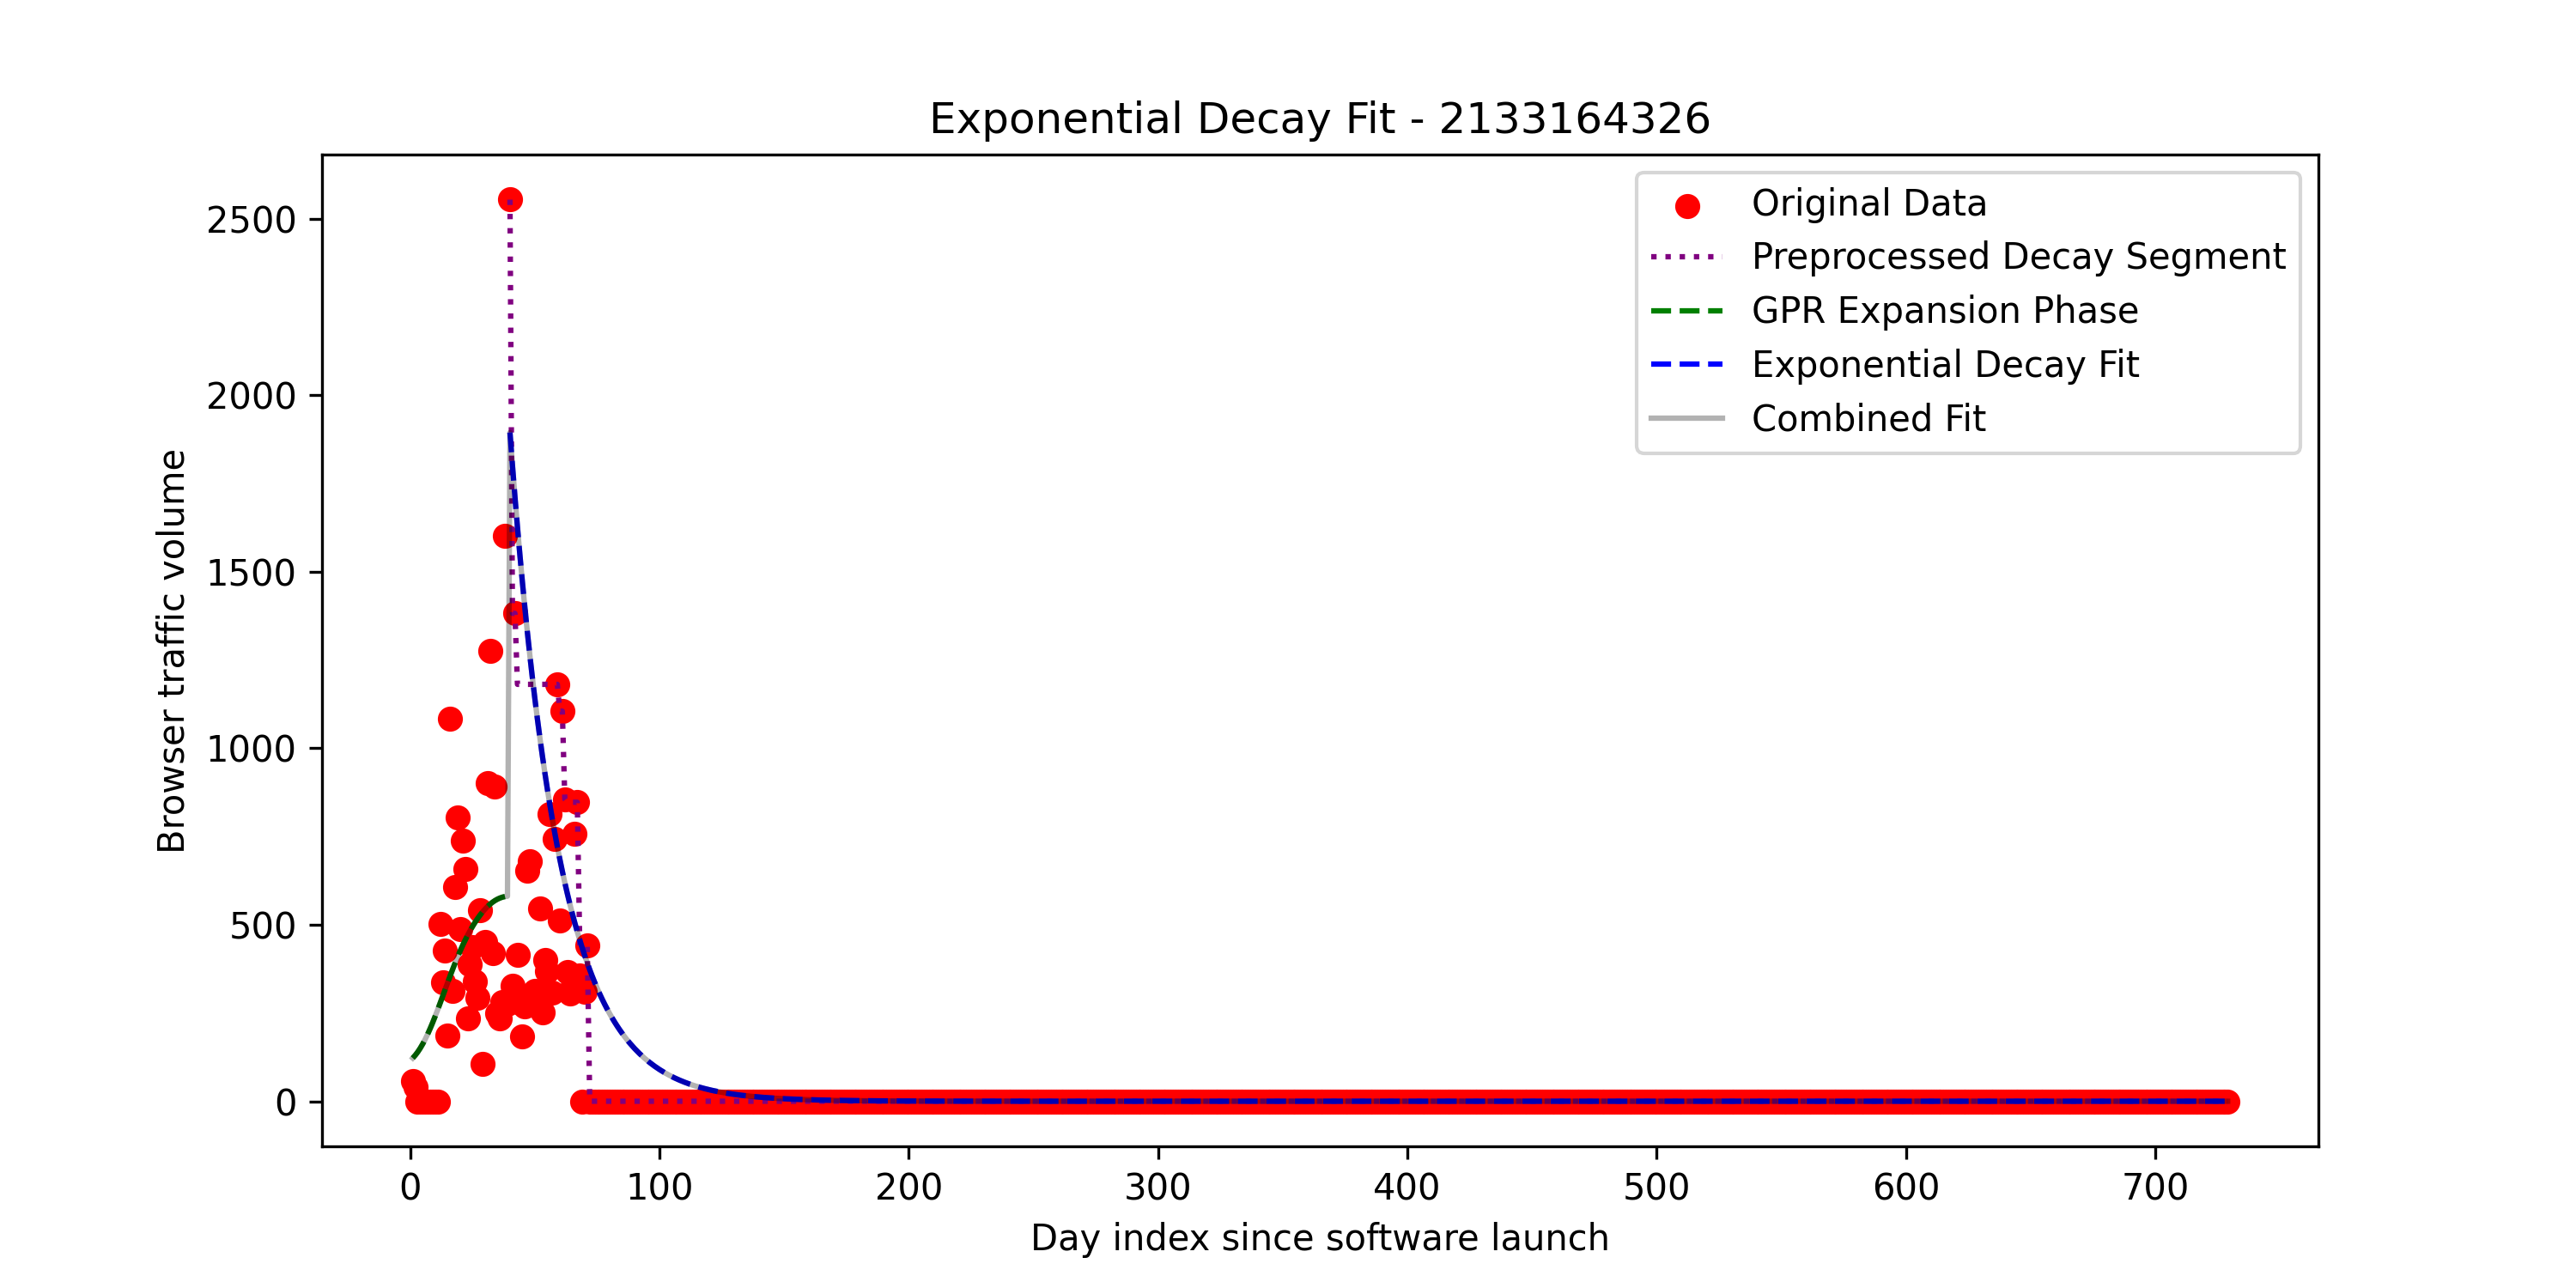 Exponential Decay Fit - 2133164326
Original Data
Preprocessed Decay Segment
GPR Expansion Phase
Exponential Decay Fit
Combined Fit
Browser traffic volume
2500
2000
1500
1000
500
0
0 100 200 300 400 500 600 700
Day index since software launch